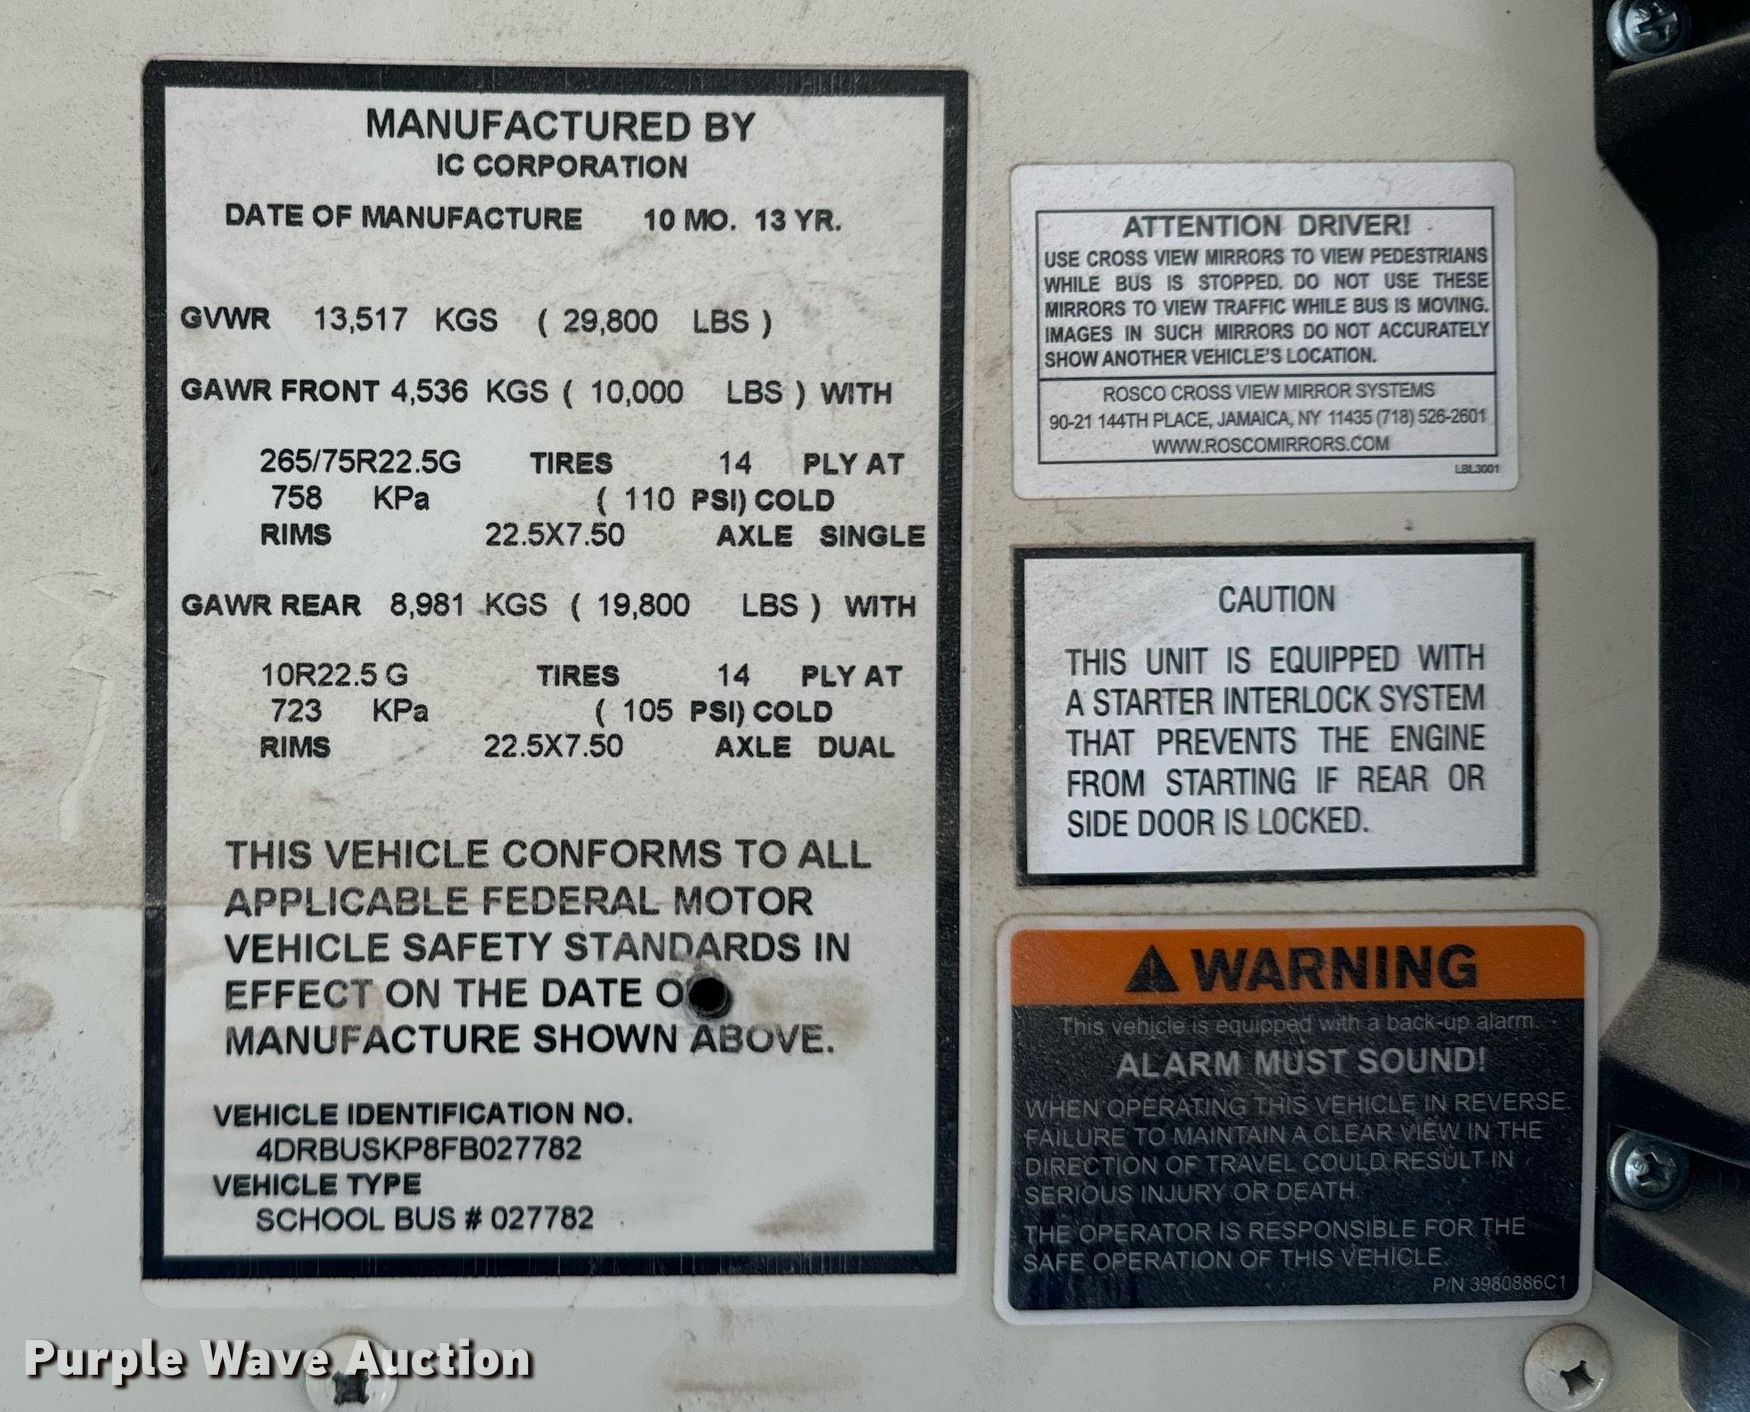 MANUFACTURED BY
IC CORPORATION
DATE OF MANUFACTURE 10 MO. 13 YR.
GVWR 13,517 KGS ( 29,800 LBS )
GAWR FRONT 4,536 KGS ( 10,000 LBS ) WITH
265/75R22.5G TIRES 14 PLY AT
758 KPa ( 110 PSI) COLD
RIMS 22.5X7.50 AXLE SINGLE
GAWR REAR 8,981 KGS ( 19,800 LBS ) WITH
10R22.5 G TIRES 14 PLY AT
723 KPa ( 105 PSI) COLD
RIMS 22.5X7.50 AXLE DUAL
THIS VEHICLE CONFORMS TO ALL
APPLICABLE FEDERAL MOTOR
VEHICLE SAFETY STANDARDS IN
EFFECT ON THE DATE O
MANUFACTURE SHOWN ABOVE.
VEHICLE IDENTIFICATION NO.
4DRBUSKP8FB027782
VEHICLE TYPE
SCHOOL BUS # 027782
ATTENTION DRIVER!
USE CROSS VIEW MIRRORS TO VIEW PEDESTRIANS
WHILE BUS IS STOPPED. DO NOT USE THESE
MIRRORS TO VIEW TRAFFIC WHILE BUS IS MOVING.
IMAGES IN SUCH MIRRORS DO NOT ACCURATELY
SHOW ANOTHER VEHICLE'S LOCATION.
ROSCO CROSS VIEW MIRROR SYSTEMS
90-21 144TH PLACE, JAMAICA, NY 11435 (718) 526-2601
WWW.ROSCOMIRRORS.COM
LBL3001
CAUTION
THIS UNIT IS EQUIPPED WITH
A STARTER INTERLOCK SYSTEM
THAT PREVENTS THE ENGINE
FROM STARTING IF REAR OR
SIDE DOOR IS LOCKED.
WARNING
This vehicle is equipped with a back-up alarm.
ALARM MUST SOUND!
WHEN OPERATING THIS VEHICLE IN REVERSE
FAILURE TO MAINTAIN A CLEAR VIEW IN THE
DIRECTION OF TRAVEL COULD RESULT IN
SERIOUS INJURY OR DEATH.
THE OPERATOR IS RESPONSIBLE FOR THE
SAFE OPERATION OF THIS VEHICLE.
P/N 3980886C1
Purple Wave Auction